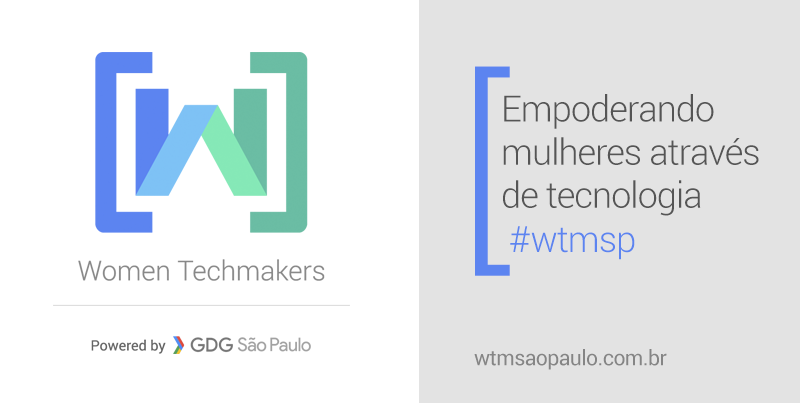 Women Techmakers
Powered by GDG São Paulo
Empoderando
mulheres através
de tecnologia
#wtmsp
wtmsaopaulo.com.br